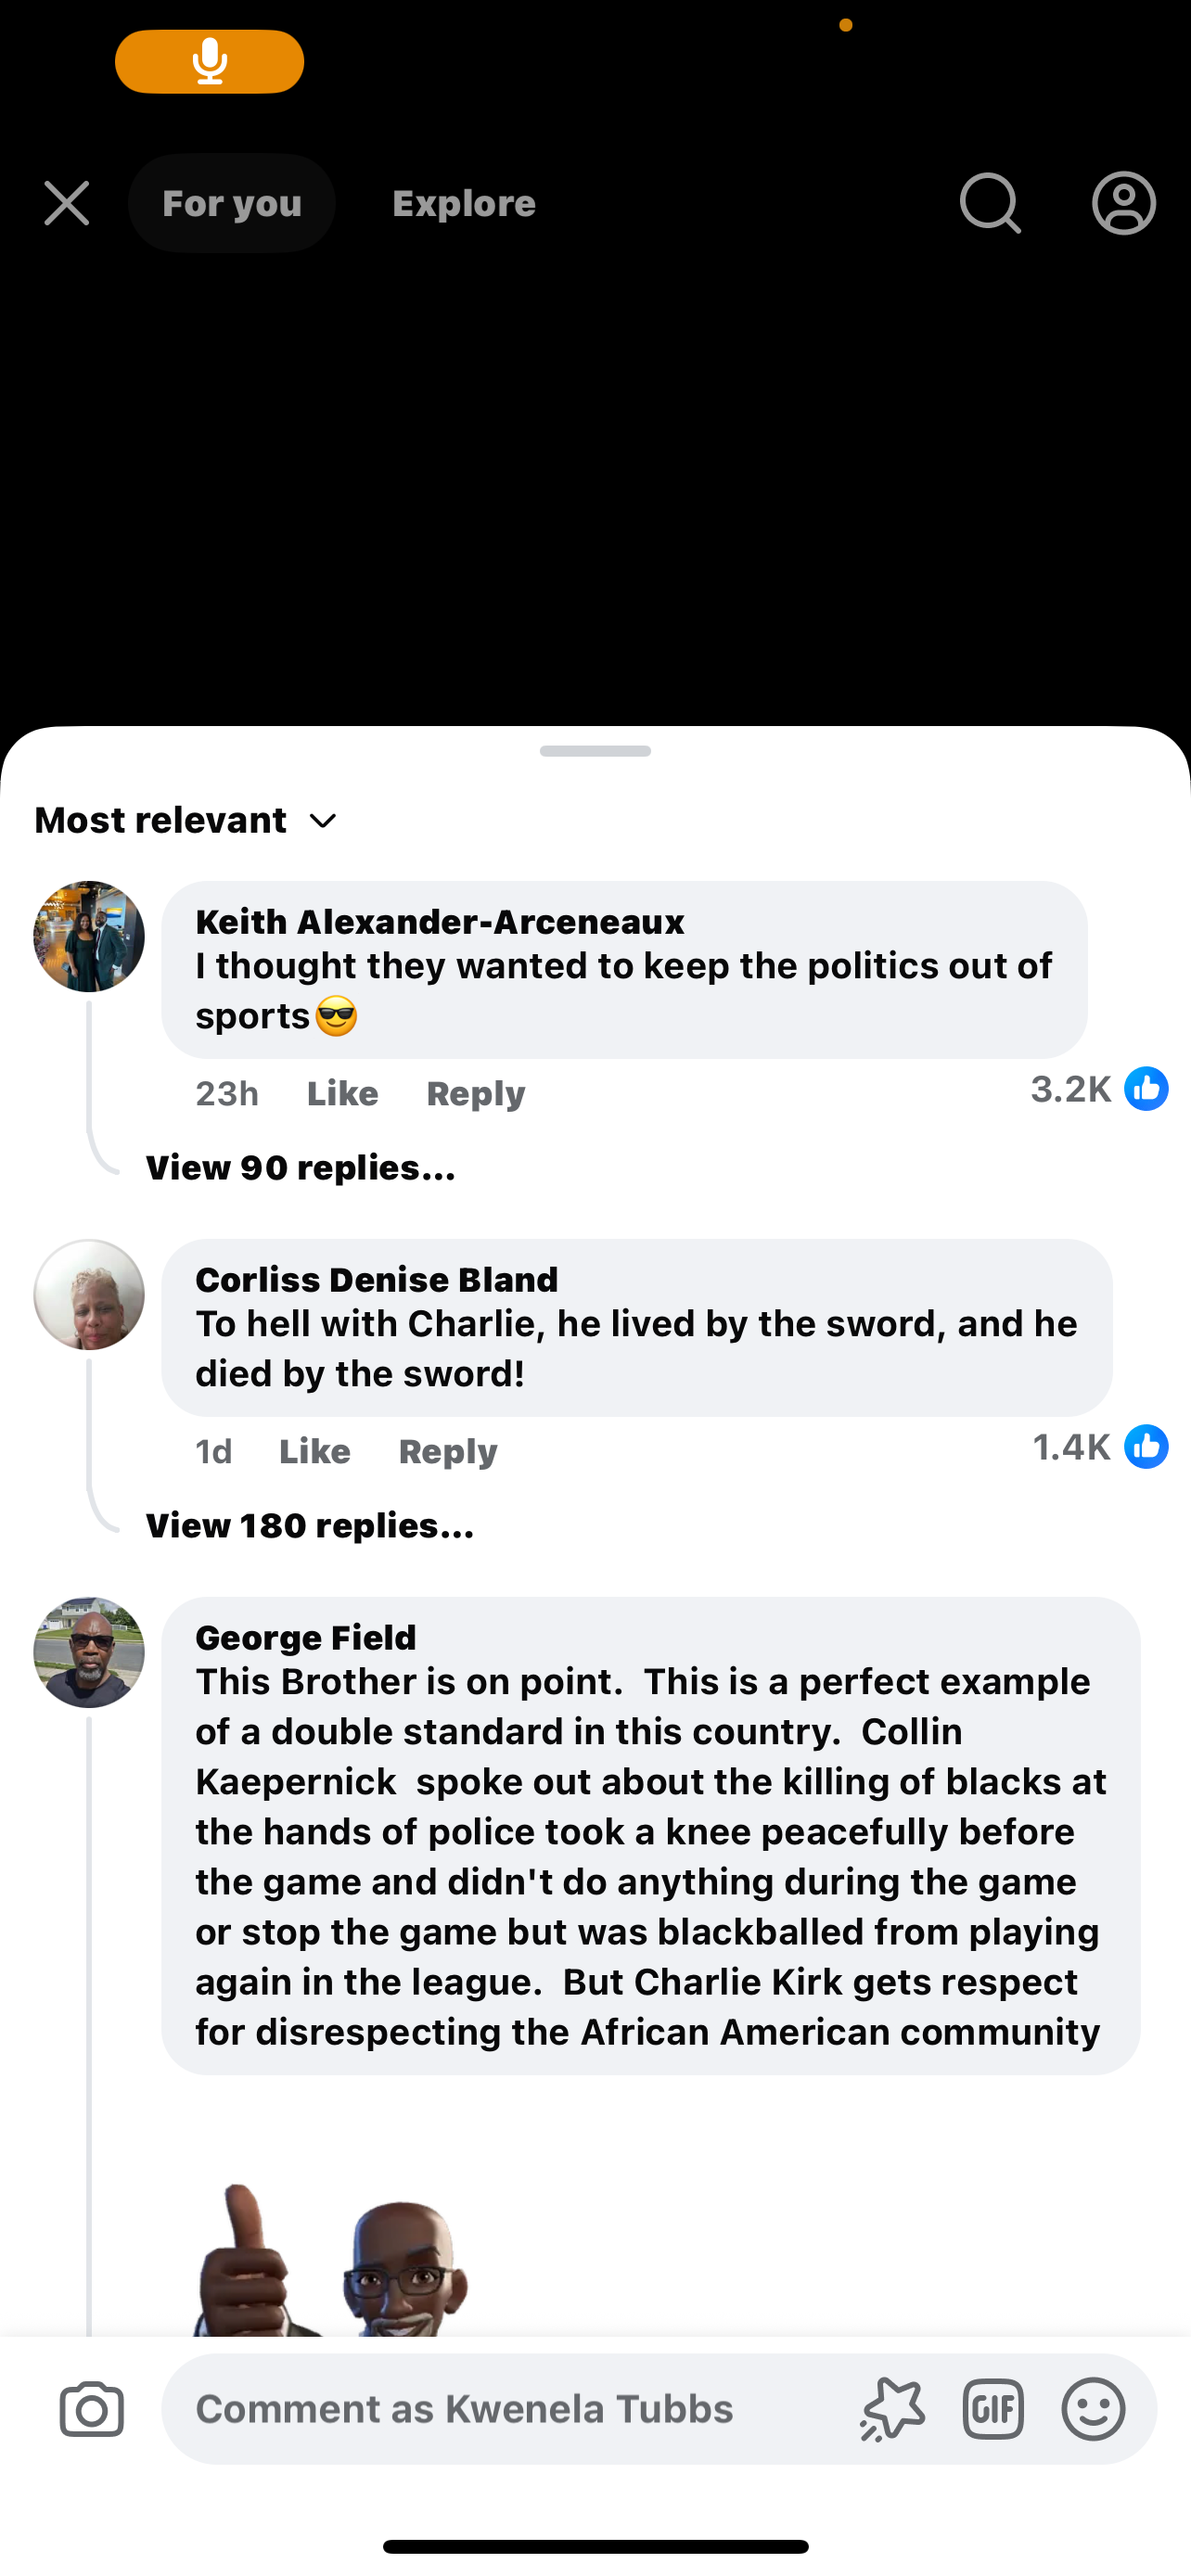 For you Explore
Most relevant
Keith Alexander-Arceneaux
I thought they wanted to keep the politics out of
sports😎
23h Like Reply 3.2K
View 90 replies...
Corliss Denise Bland
To hell with Charlie, he lived by the sword, and he
died by the sword!
1d Like Reply 1.4K
View 180 replies...
George Field
This Brother is on point.  This is a perfect example
of a double standard in this country.  Collin
Kaepernick  spoke out about the killing of blacks at
the hands of police took a knee peacefully before
the game and didn't do anything during the game
or stop the game but was blackballed from playing
again in the league.  But Charlie Kirk gets respect
for disrespecting the African American community
Comment as Kwenela Tubbs GIF